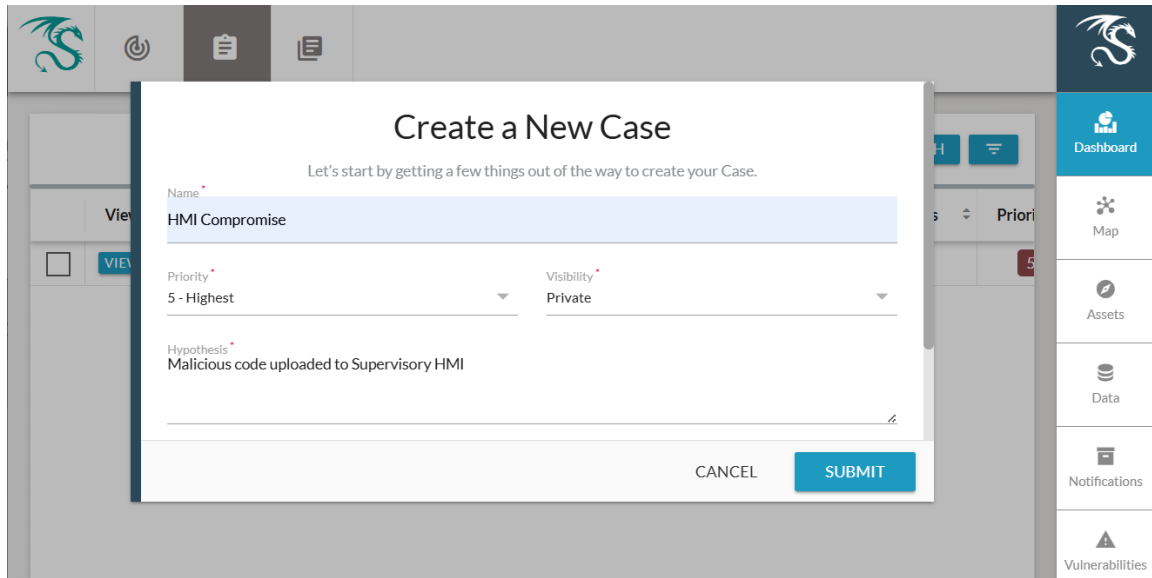 Create a New Case
Let's start by getting a few things out of the way to create your Case.
Name *
HMI Compromise
Priority *
5 - Highest
Visibility *
Private
Hypothesis *
Malicious code uploaded to Supervisory HMI
CANCEL
SUBMIT
H
View
s
Priori
VIEW
5
Dashboard
Map
Assets
Data
Notifications
Vulnerabilities